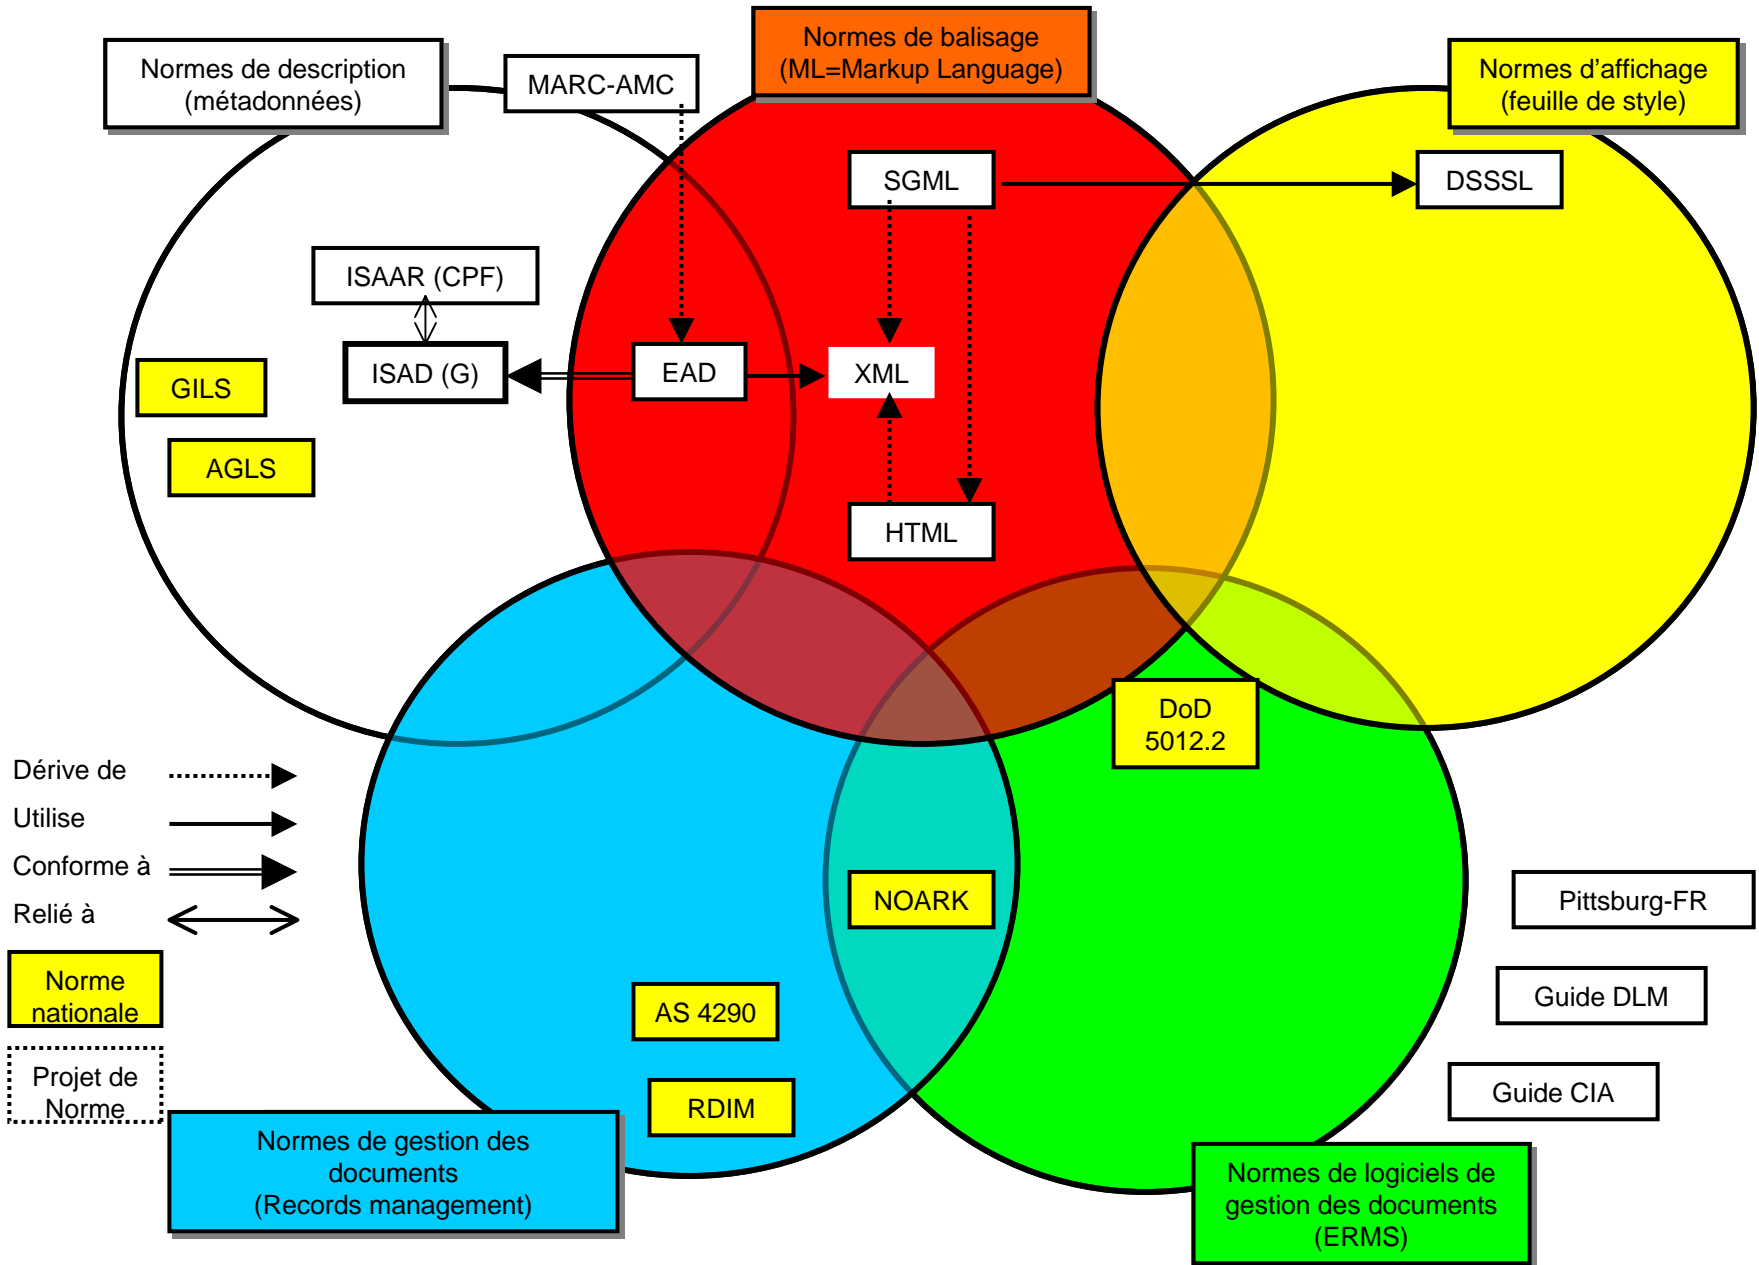 Normes de balisage
(ML=Markup Language)
Normes de description
(métadonnées)
MARC-AMC
Normes d'affichage
(feuille de style)
SGML
DSSSL
ISAAR (CPF)
ISAD (G)
EAD
XML
GILS
AGLS
HTML
DoD
5012.2
Dérive de
Utilise
Conforme à
Relié à
NOARK
Pittsburg-FR
Norme
nationale
AS 4290
Guide DLM
Projet de
Norme
RDIM
Guide CIA
Normes de gestion des
documents
(Records management)
Normes de logiciels de
gestion des documents
(ERMS)